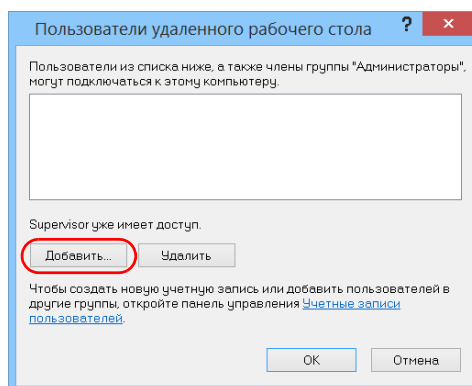 Пользователи удаленного рабочего стола ? ×
Пользователи из списка ниже, а также члены группы "Администраторы",
могут подключаться к этому компьютеру.
Supervisor уже имеет доступ.
Добавить... Удалить
Чтобы создать новую учетную запись или добавить пользователей в
другие группы, откройте панель управления Учетные записи
пользователей.
OK Отмена